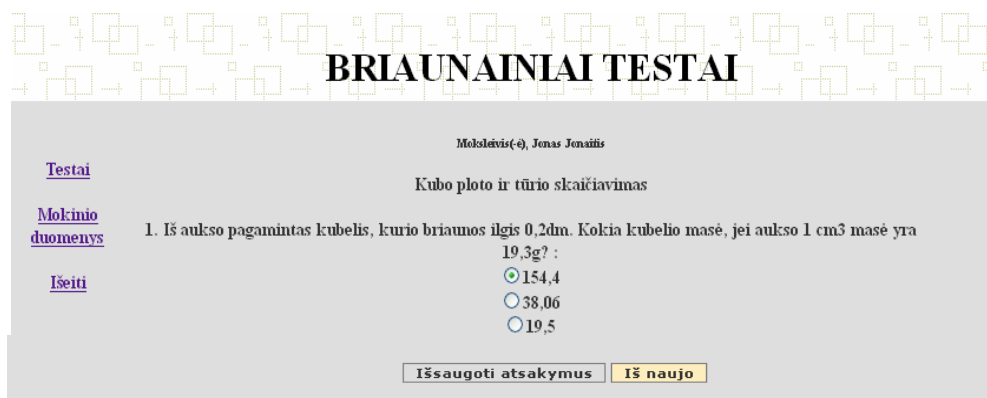 BRIAUNAINIAI TESTAI
Moksleivis(-ė), Jonas Jonaitis
Testai
Mokinio
duomenys
Išeiti
Kubo ploto ir tūrio skaičiavimas
1. Iš aukso pagamintas kubelis, kurio briaunos ilgis 0,2dm. Kokia kubelio masė, jei aukso 1 cm3 masė yra
19,3g? :
154,4
38,06
19,5
Išsaugoti atsakymus
Iš naujo